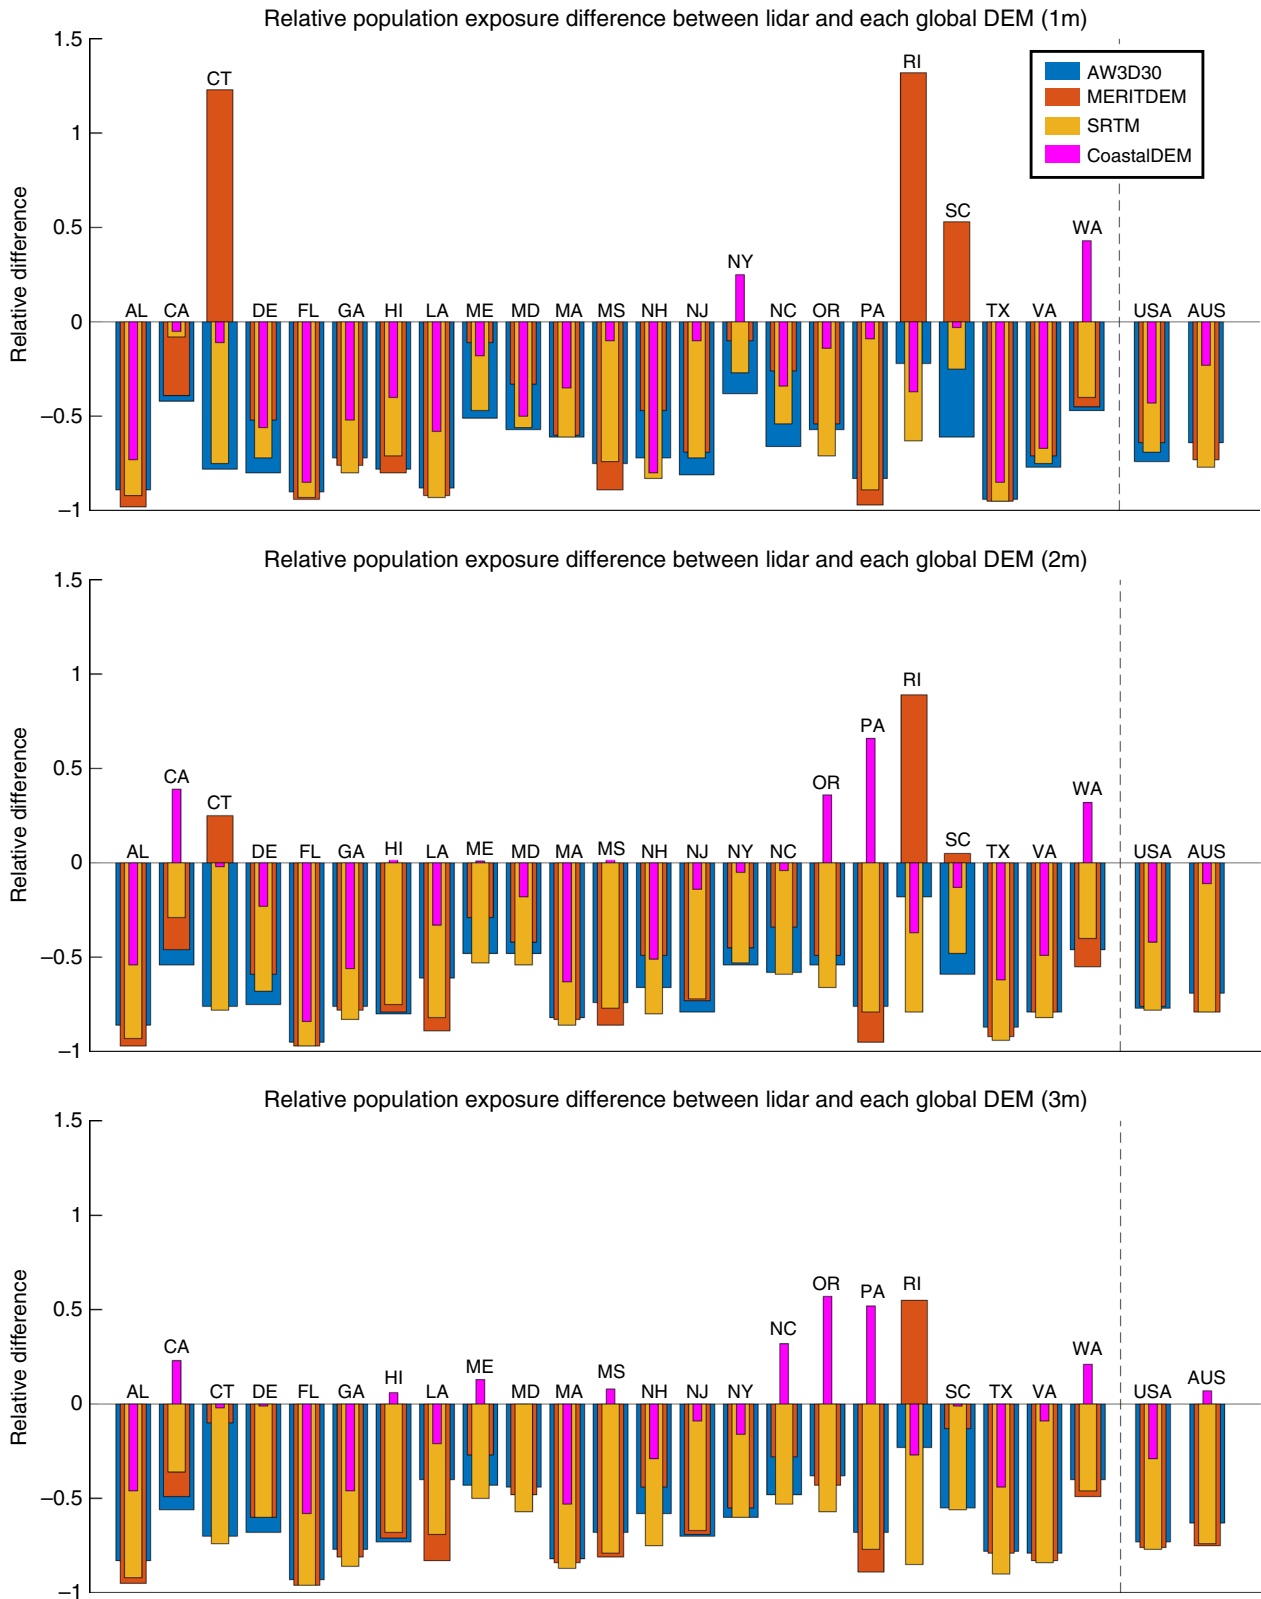 Relative population exposure difference between lidar and each global DEM (1m)
1.5
1
0.5
0
−0.5
−1
Relative difference
AW3D30
MERITDEM
SRTM
CoastalDEM
AL CA CT DE FL GA HI LA ME MD MA MS NH NJ NY NC OR PA RI SC TX VA WA USA AUS
Relative population exposure difference between lidar and each global DEM (2m)
1.5
1
0.5
0
−0.5
−1
Relative difference
AL CA CT DE FL GA HI LA ME MD MA MS NH NJ NY NC OR PA RI SC TX VA WA USA AUS
Relative population exposure difference between lidar and each global DEM (3m)
1.5
1
0.5
0
−0.5
−1
Relative difference
AL CA CT DE FL GA HI LA ME MD MA MS NH NJ NY NC OR PA RI SC TX VA WA USA AUS